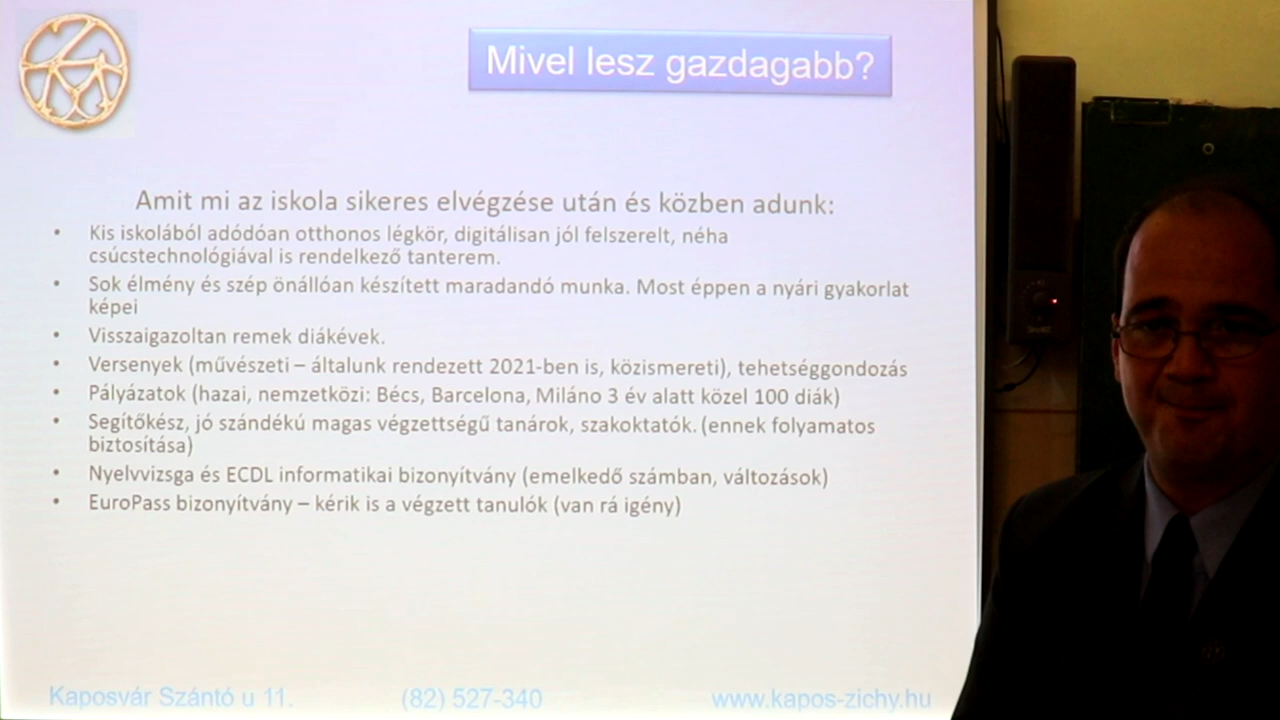 Mivel lesz gazdagabb?
Amit mi az iskola sikeres elvégzése után és közben adunk:
• Kis iskolából adódóan otthonos légkör, digitálisan jól felszerelt, néha
csúcstechnológiával is rendelkező tanterem.
• Sok élmény és szép önállóan készített maradandó munka. Most éppen a nyári gyakorlat
képei
• Visszaigazoltan remek diákévek.
• Versenyek (művészeti – általunk rendezett 2021-ben is, közismereti), tehetséggondozás
• Pályázatok (hazai, nemzetközi: Bécs, Barcelona, Miláno 3 év alatt közel 100 diák)
• Segítőkész, jó szándékú magas végzettségű tanárok, szakoktatók. (ennek folyamatos
biztosítása)
• Nyelvvizsga és ECDL informatikai bizonyítvány (emelkedő számban, változások)
• EuroPass bizonyítvány – kérik is a végzett tanulók (van rá igény)
Kaposvár Szántó u 11. (82) 527-340 www.kapos-zichy.hu